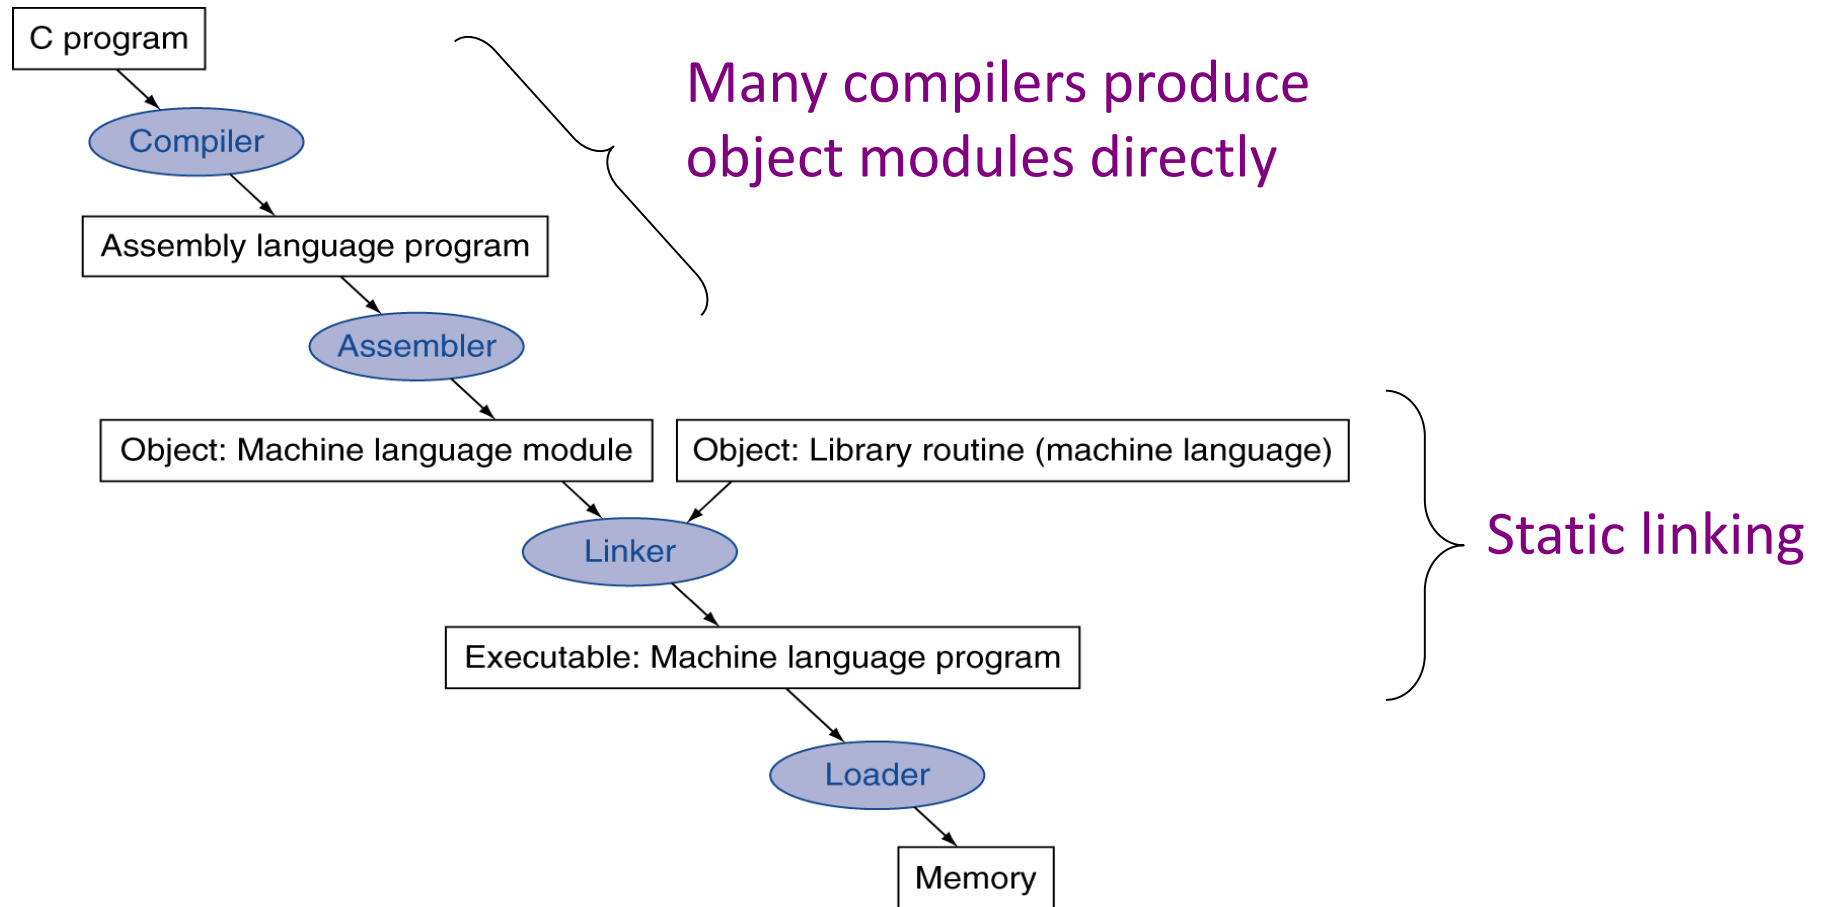 C program
Many compilers produce
object modules directly
Compiler
Assembly language program
Assembler
Object: Machine language module
Object: Library routine (machine language)
Static linking
Linker
Executable: Machine language program
Loader
Memory